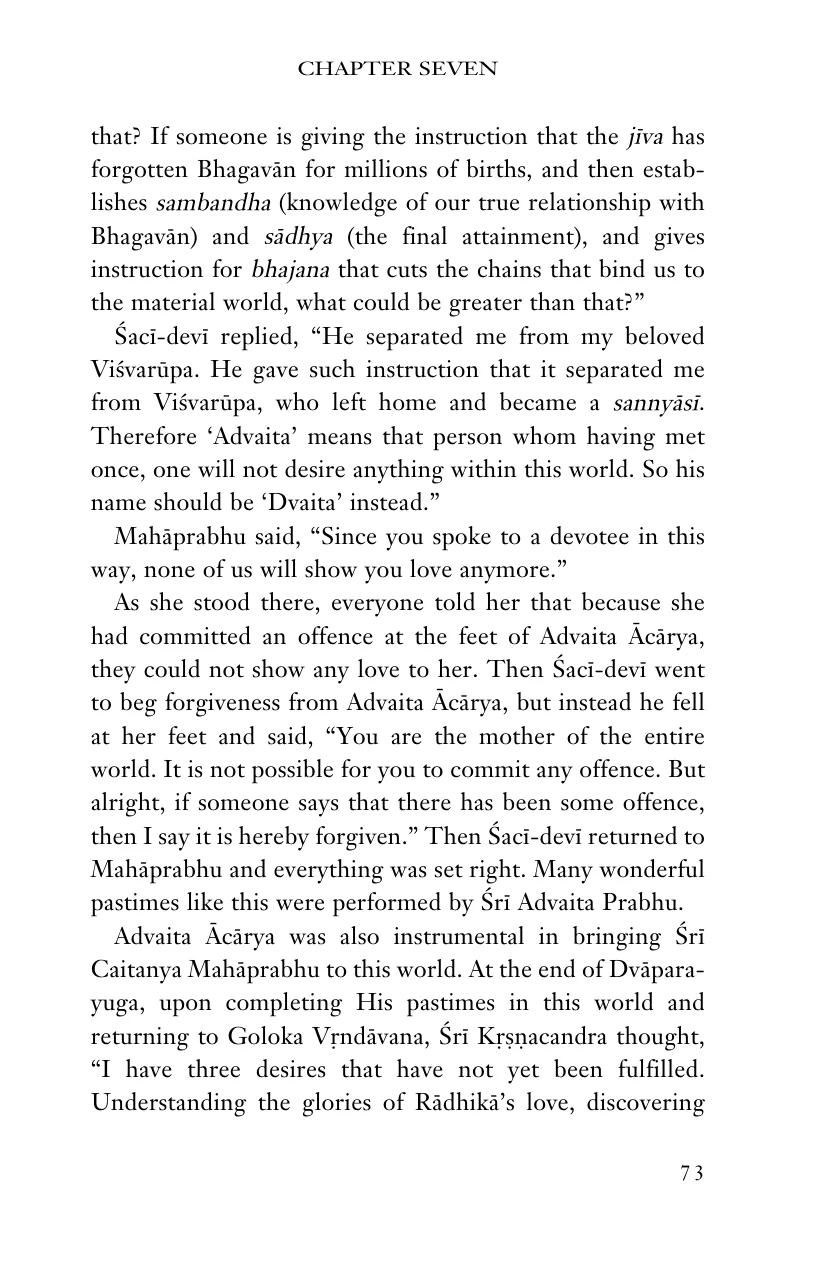 CHAPTER SEVEN
that? If someone is giving the instruction that the jīva has
forgotten Bhagavān for millions of births, and then estab-
lishes sambandha (knowledge of our true relationship with
Bhagavān) and sādhya (the final attainment), and gives
instruction for bhajana that cuts the chains that bind us to
the material world, what could be greater than that?”
Śacī-devī replied, “He separated me from my beloved
Viśvarūpa. He gave such instruction that it separated me
from Viśvarūpa, who left home and became a sannyāsī.
Therefore ‘Advaita’ means that person whom having met
once, one will not desire anything within this world. So his
name should be ‘Dvaita’ instead.”
Mahāprabhu said, “Since you spoke to a devotee in this
way, none of us will show you love anymore.”
As she stood there, everyone told her that because she
had committed an offence at the feet of Advaita Ācārya,
they could not show any love to her. Then Śacī-devī went
to beg forgiveness from Advaita Ācārya, but instead he fell
at her feet and said, “You are the mother of the entire
world. It is not possible for you to commit any offence. But
alright, if someone says that there has been some offence,
then I say it is hereby forgiven.” Then Śacī-devī returned to
Mahāprabhu and everything was set right. Many wonderful
pastimes like this were performed by Śrī Advaita Prabhu.
Advaita Ācārya was also instrumental in bringing Śrī
Caitanya Mahāprabhu to this world. At the end of Dvāpara-
yuga, upon completing His pastimes in this world and
returning to Goloka Vṛndāvana, Śrī Kṛṣṇacandra thought,
“I have three desires that have not yet been fulfilled.
Understanding the glories of Rādhikā’s love, discovering
73